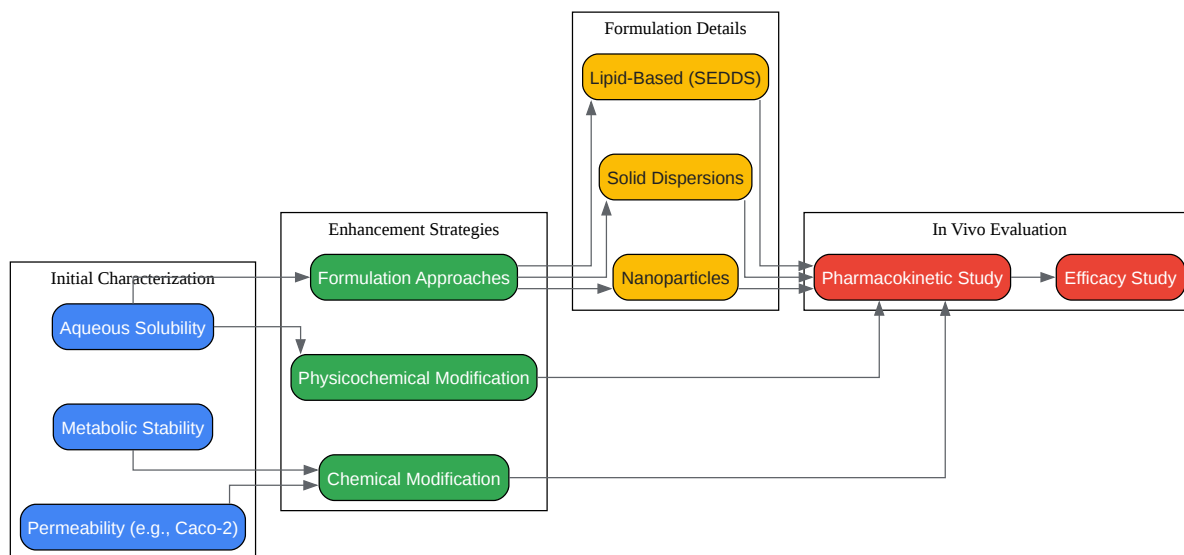 Initial Characterization
Aqueous Solubility
Metabolic Stability
Permeability (e.g., Caco-2)
Enhancement Strategies
Formulation Approaches
Physicochemical Modification
Chemical Modification
Formulation Details
Lipid-Based (SEDDS)
Solid Dispersions
Nanoparticles
In Vivo Evaluation
Pharmacokinetic Study
Efficacy Study